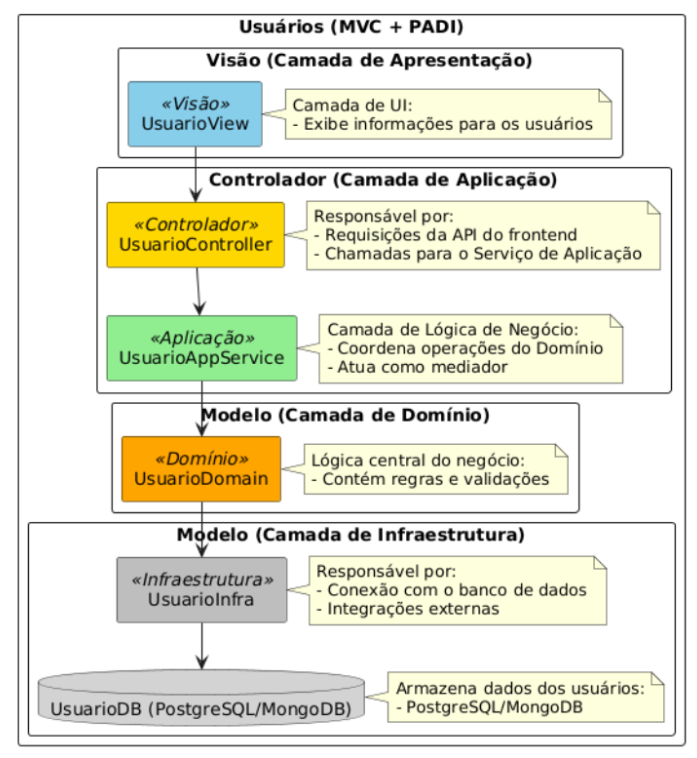 Usuários (MVC + PADI)
Visão (Camada de Apresentação)
«Visão»
UsuarioView
Camada de UI:
- Exibe informações para os usuários
Controlador (Camada de Aplicação)
«Controlador»
UsuarioController
Responsável por:
- Requisições da API do frontend
- Chamadas para o Serviço de Aplicação
«Aplicação»
UsuarioAppService
Camada de Lógica de Negócio:
- Coordena operações do Domínio
- Atua como mediador
Modelo (Camada de Domínio)
«Domínio»
UsuarioDomain
Lógica central do negócio:
- Contém regras e validações
Modelo (Camada de Infraestrutura)
«Infraestrutura»
UsuarioInfra
Responsável por:
- Conexão com o banco de dados
- Integrações externas
UsuarioDB (PostgreSQL/MongoDB)
Armazena dados dos usuários:
- PostgreSQL/MongoDB